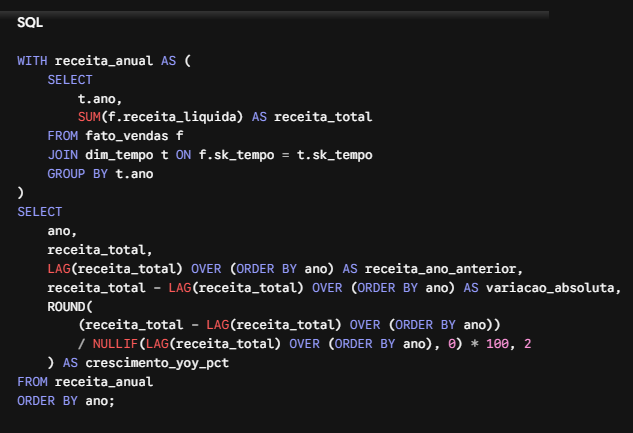 SQL
WITH receita_anual AS (
    SELECT
        t.ano,
        SUM(f.receita_liquida) AS receita_total
    FROM fato_vendas f
    JOIN dim_tempo t ON f.sk_tempo = t.sk_tempo
    GROUP BY t.ano
)
SELECT
    ano,
    receita_total,
    LAG(receita_total) OVER (ORDER BY ano) AS receita_ano_anterior,
    receita_total - LAG(receita_total) OVER (ORDER BY ano) AS variacao_absoluta,
    ROUND(
        (receita_total - LAG(receita_total) OVER (ORDER BY ano))
        / NULLIF(LAG(receita_total) OVER (ORDER BY ano), 0) * 100, 2
    ) AS crescimento_yoy_pct
FROM receita_anual
ORDER BY ano;